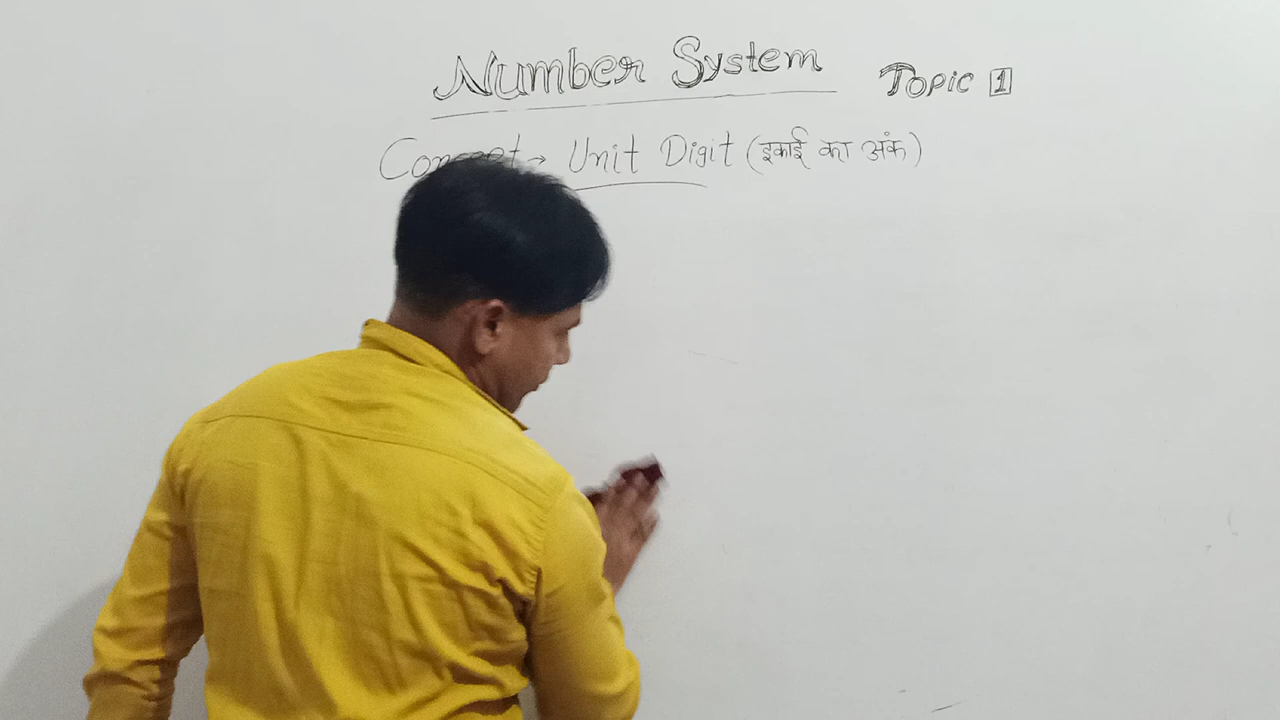 Number System Topic 1
Concept → Unit Digit (इकाई का अंक)